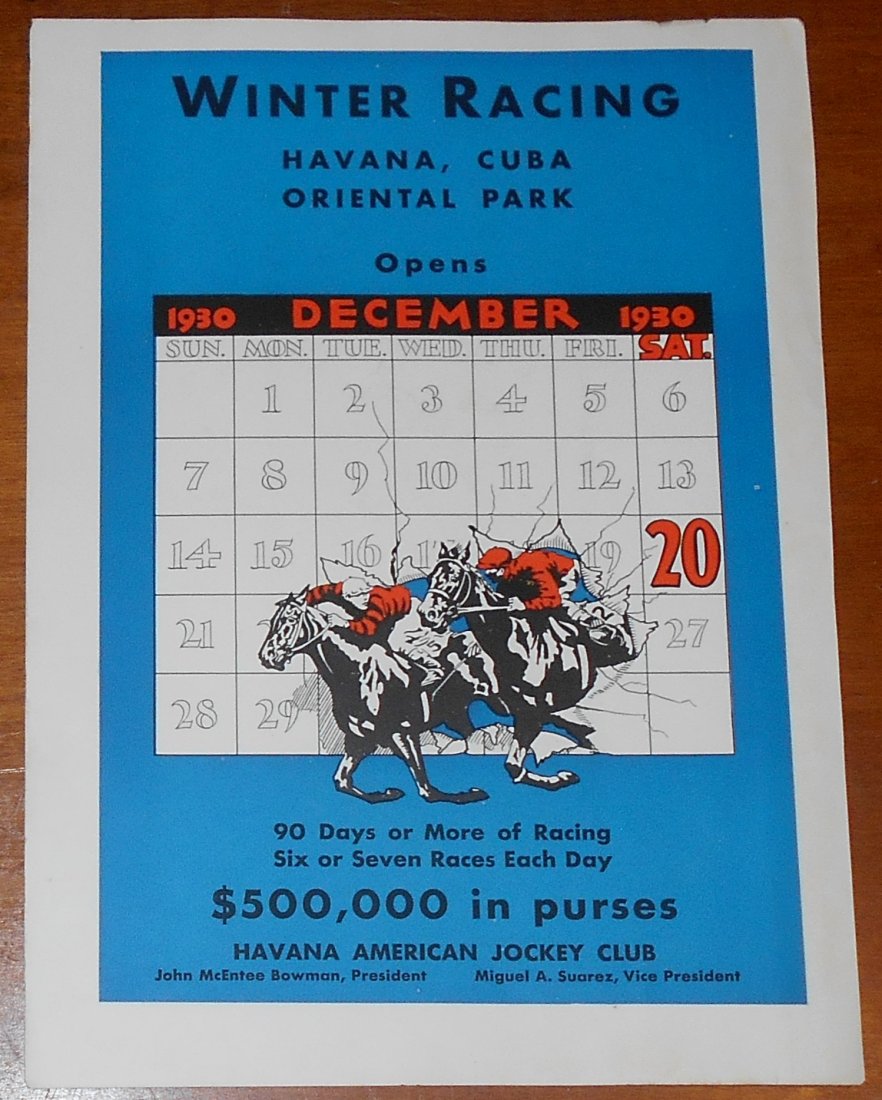 WINTER RACING
HAVANA, CUBA
ORIENTAL PARK
Opens
1930 DECEMBER 1930
SUN. MON. TUE. WED. THU. FRI. SAT.
1 2 3 4 5 6
7 8 9 10 11 12 13
14 15 16 19 20
21 27
28 29
90 Days or More of Racing
Six or Seven Races Each Day
$500,000 in purses
HAVANA AMERICAN JOCKEY CLUB
John McEntee Bowman, President Miguel A. Suarez, Vice President